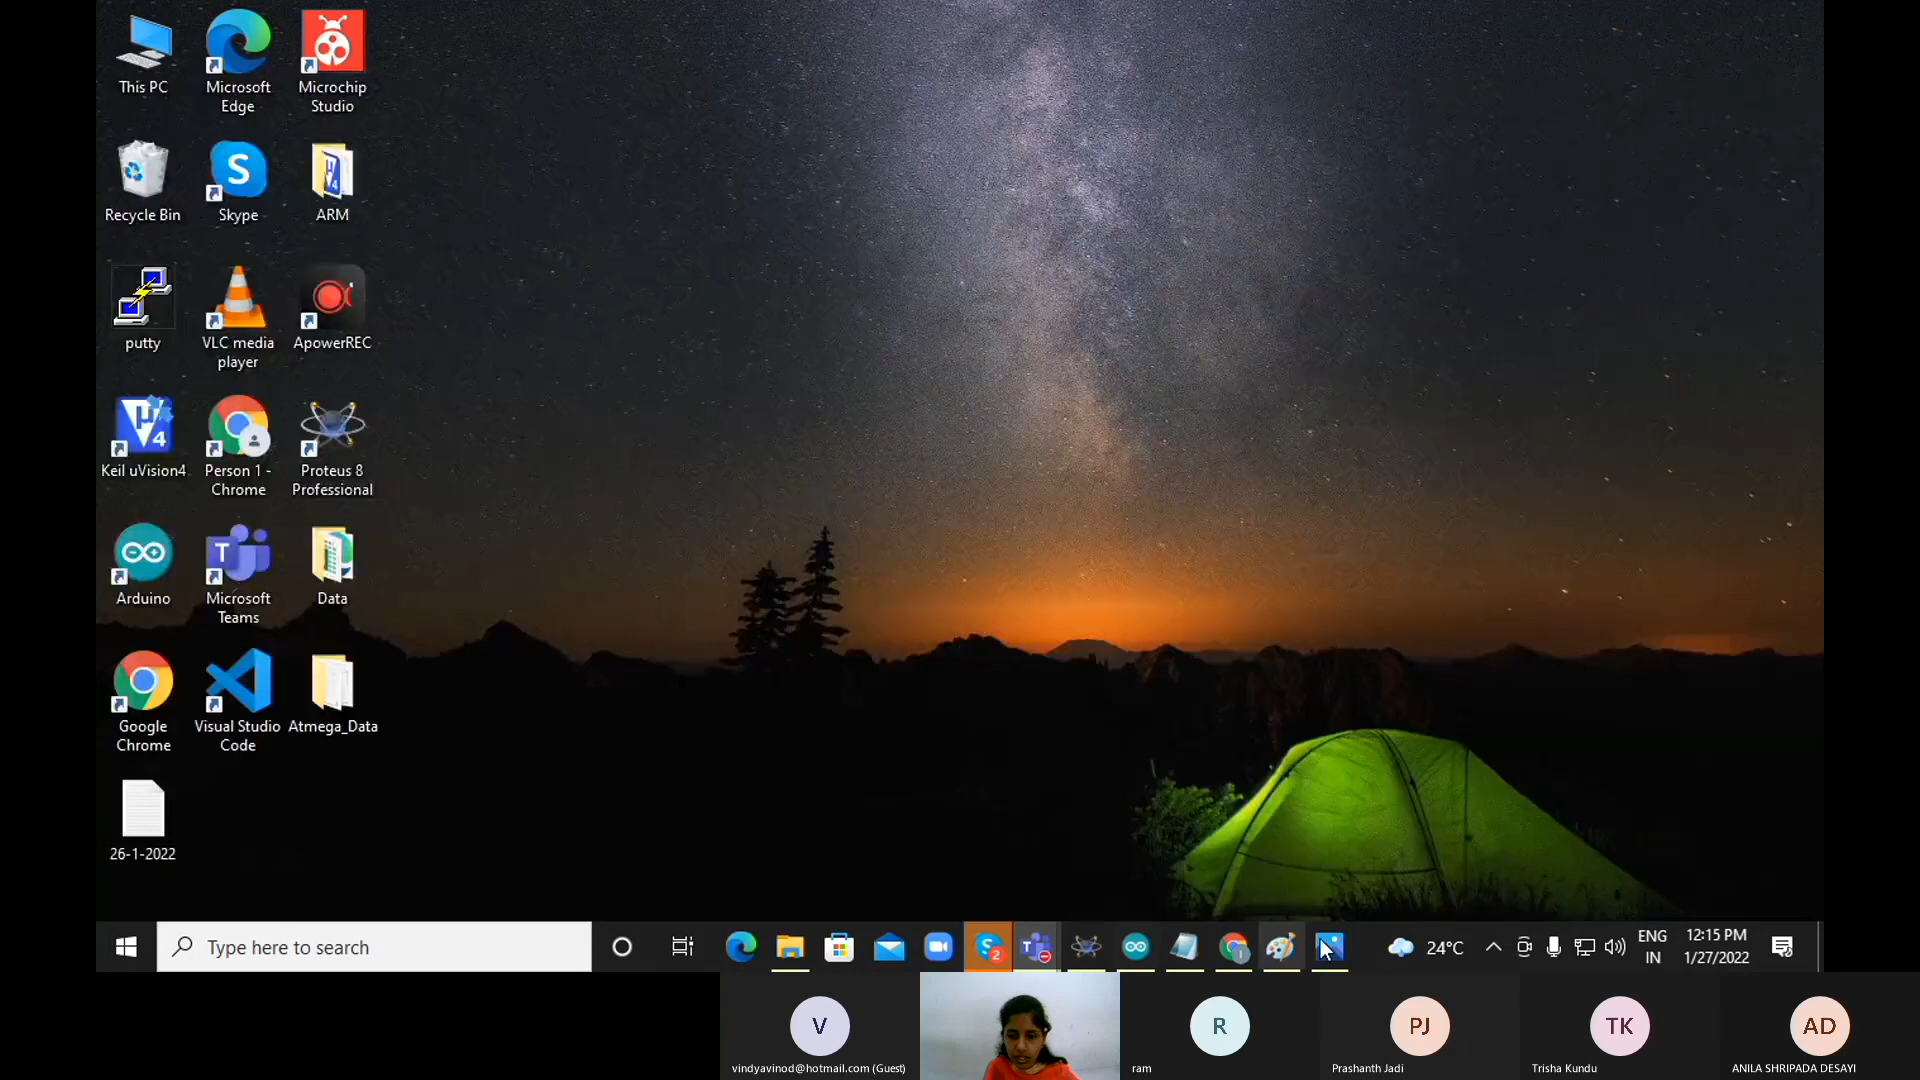 This PC
Microsoft
Edge
Microchip
Studio
Recycle Bin
S
Skype
4
ARM
putty
VLC media
player
ApowerREC
μ
4
Keil uVision4
Person 1 -
Chrome
Proteus 8
Professional
Arduino
T
Microsoft
Teams
Data
Google
Chrome
Visual Studio
Code
Atmega_Data
26-1-2022
Type here to search
S
2
T
24°C
ENG
IN
12:15 PM
1/27/2022
V
vindyavinod@hotmail.com (Guest)
R
ram
PJ
Prashanth Jadi
TK
Trisha Kundu
AD
ANILA SHRIPADA DESAYI